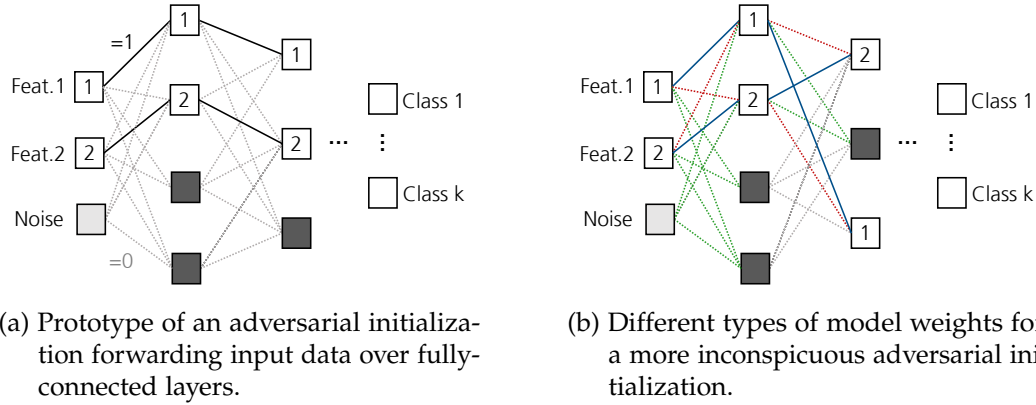 1
=1
1
Feat.1
1
2
Class 1
Feat.2
2
2
...
⋮
Class k
Noise
=0
1
2
Feat.1
1
2
Class 1
Feat.2
2
...
⋮
Class k
Noise
1
(a) Prototype of an adversarial initializa-
tion forwarding input data over fully-
connected layers.
(b) Different types of model weights for
a more inconspicuous adversarial ini-
tialization.